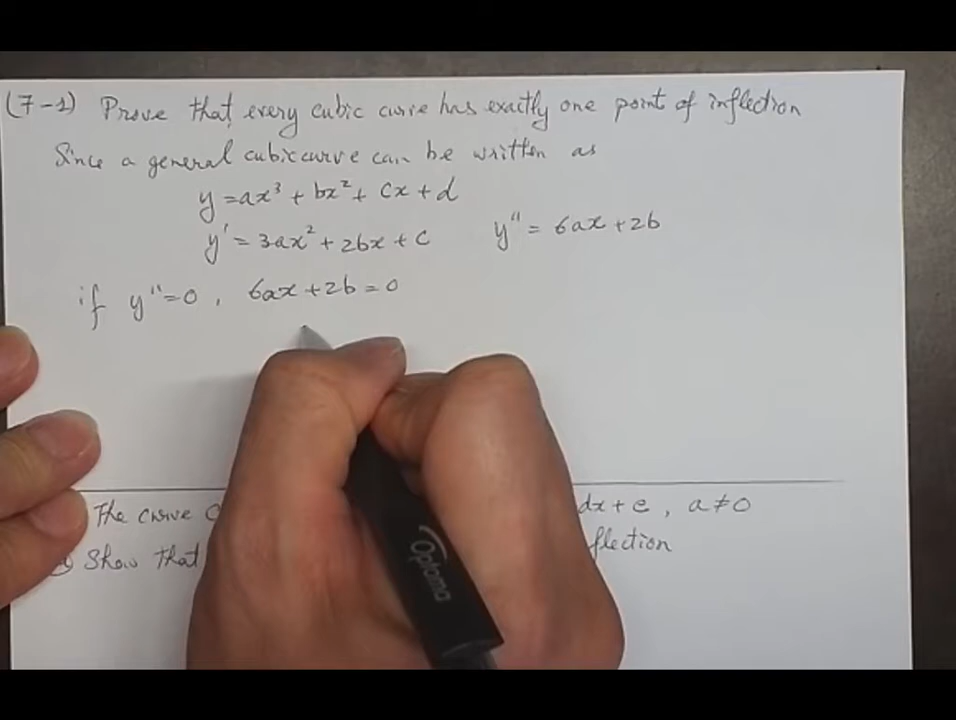 (7-1) Prove that every cubic curve has exactly one point of inflection
Since a general cubic curve can be written as
y = ax³ + bx² + cx + d
y' = 3ax² + 2bx + c    y" = 6ax + 2b
if y" = 0 , 6ax + 2b = 0
The curve dx + e , a ≠ 0
Show that flection
Optoma